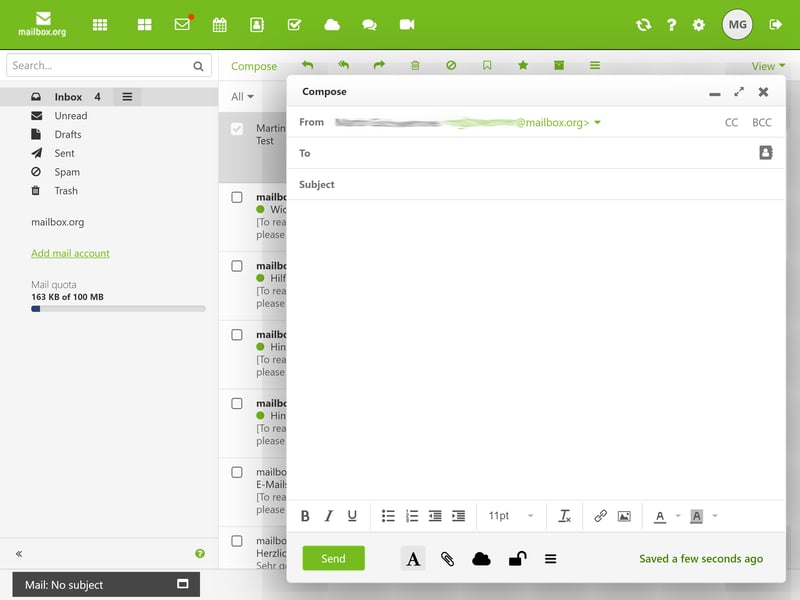 mailbox.org
MG
Search...
Compose
View
Inbox 4
Unread
Drafts
Sent
Spam
Trash
mailbox.org
Add mail account
Mail quota
163 KB of 100 MB
«
Mail: No subject
All
Martin
Test
mailbo
Wic
[To rea
please
mailbo
Hilf
[To rea
please
mailbo
Hin
[To rea
please
mailbo
Hin
[To rea
please
mailbo
E-Mails
[To rea
please
mailbo
Herzlic
Sehr ge
Compose
From @mailbox.org> CC BCC
To
Subject
B I U 11pt A A
Send A Saved a few seconds ago